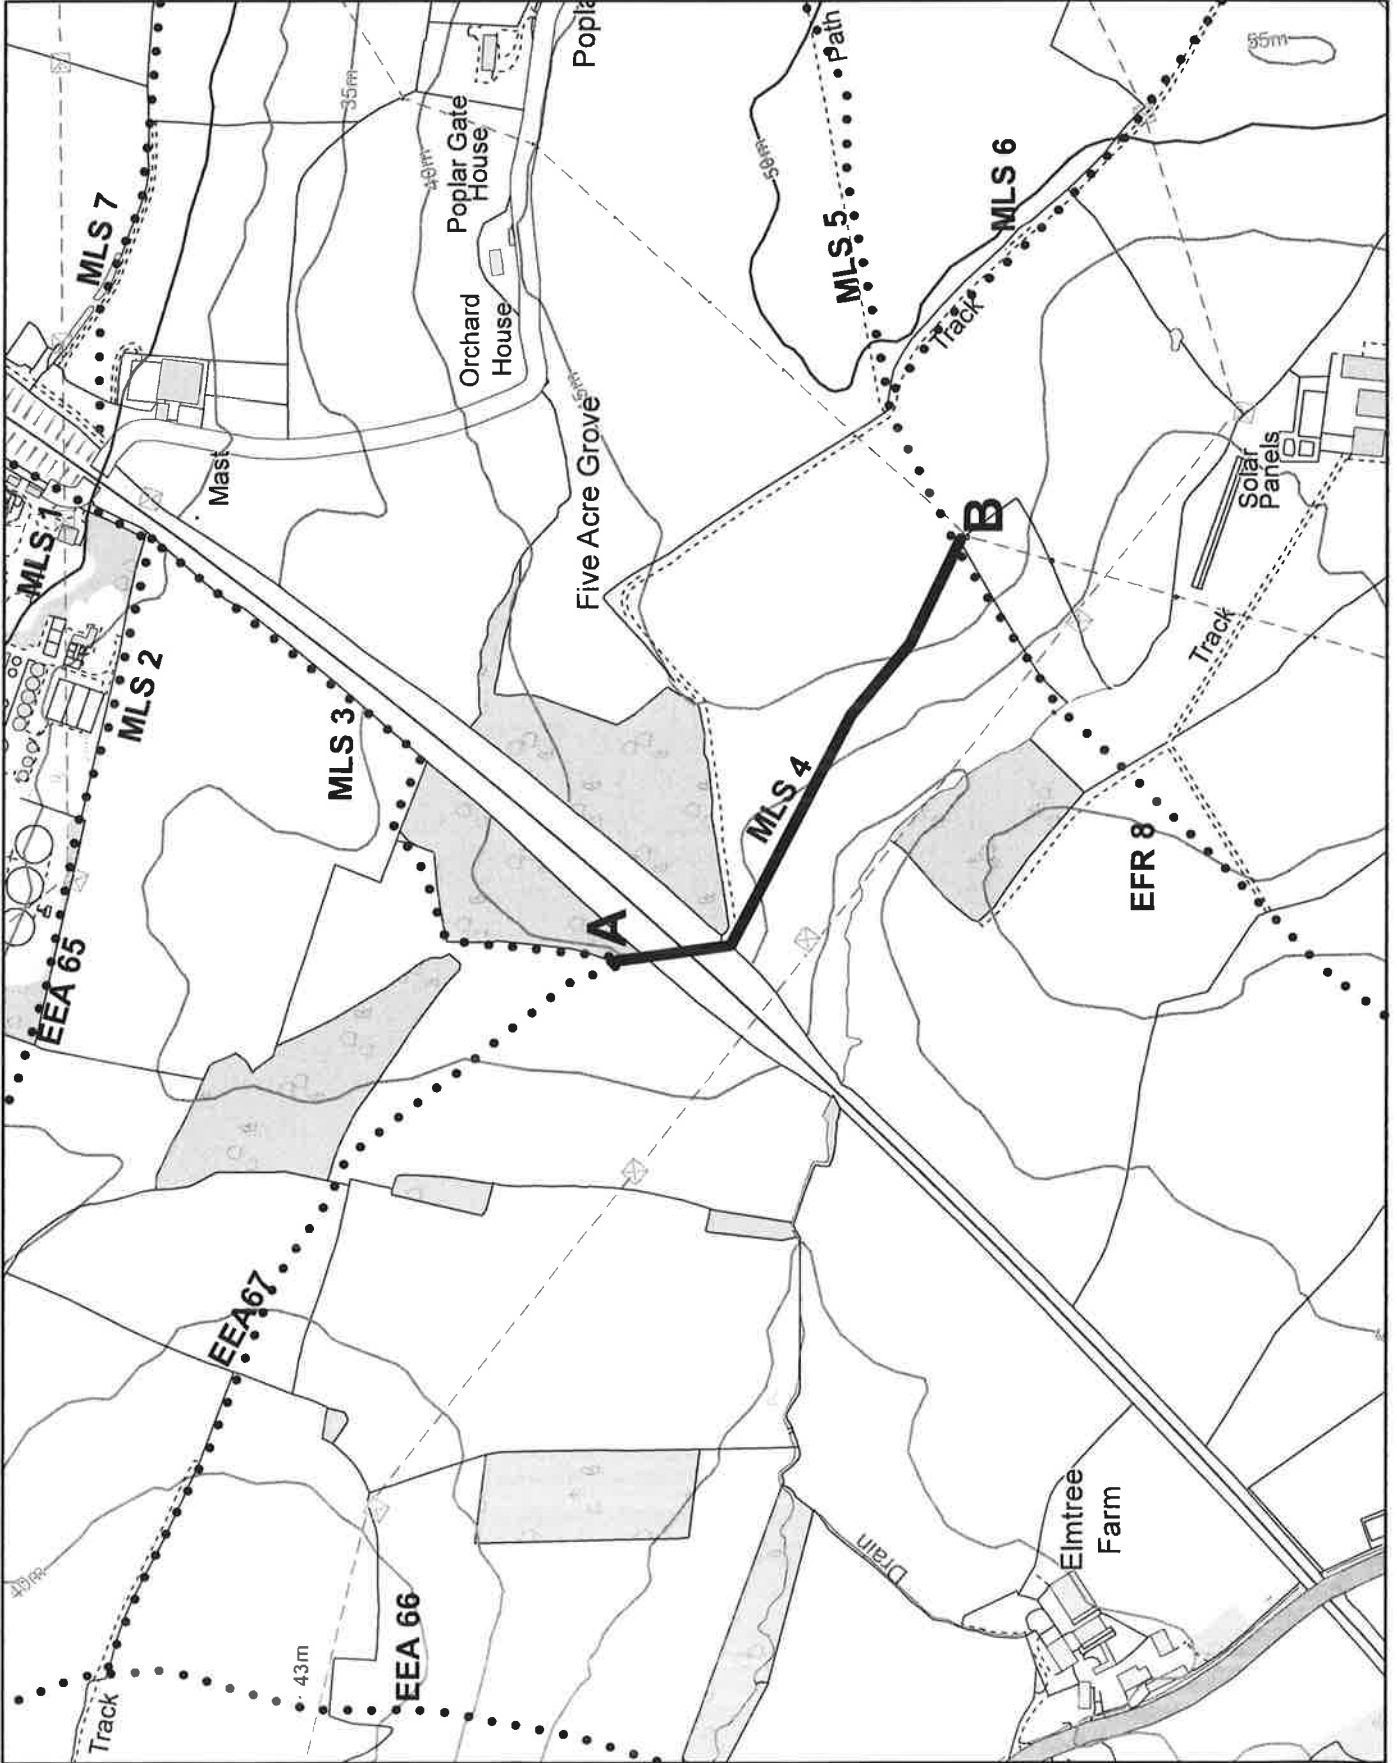 Popla
Path
55m
35m
40m
Poplar Gate
House
50m
MLS 6
MLS 7
MLS 5
Orchard
House
Track
Five Acre Grove
Mast
Solar
Panels
MLS 1
B
MLS 2
Track
MLS 3
MLS 4
EFR 8
A
EEA 65
EEA67
Elmtree
Farm
Drain
40m
EEA 66
43m
Track